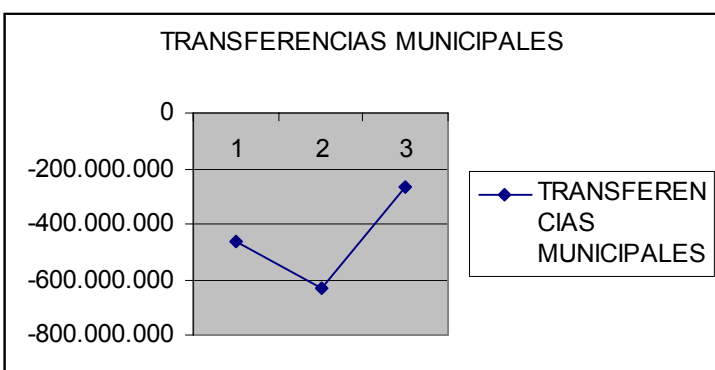 TRANSFERENCIAS MUNICIPALES
0
1 2 3
-200.000.000
-400.000.000
-600.000.000
-800.000.000
TRANSFEREN
CIAS
MUNICIPALES